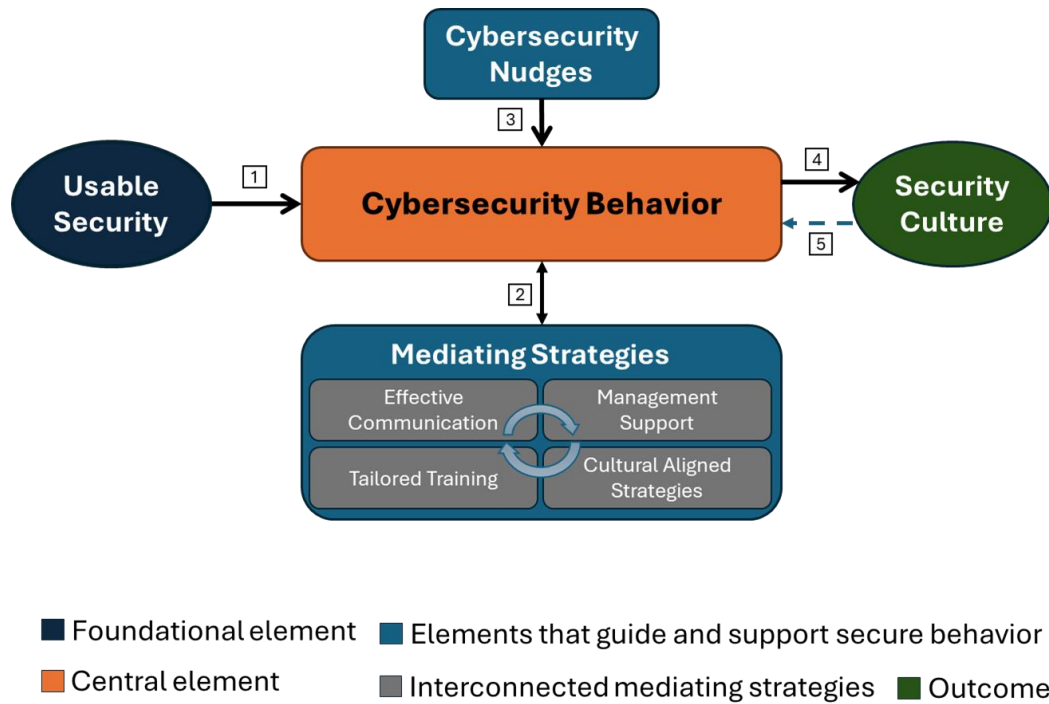 Cybersecurity
Nudges
3
1
4
Usable
Security
Cybersecurity Behavior
Security
Culture
5
2
Mediating Strategies
Effective
Communication
Management
Support
Tailored Training
Cultural Aligned
Strategies
Foundational element
Elements that guide and support secure behavior
Central element
Interconnected mediating strategies
Outcome